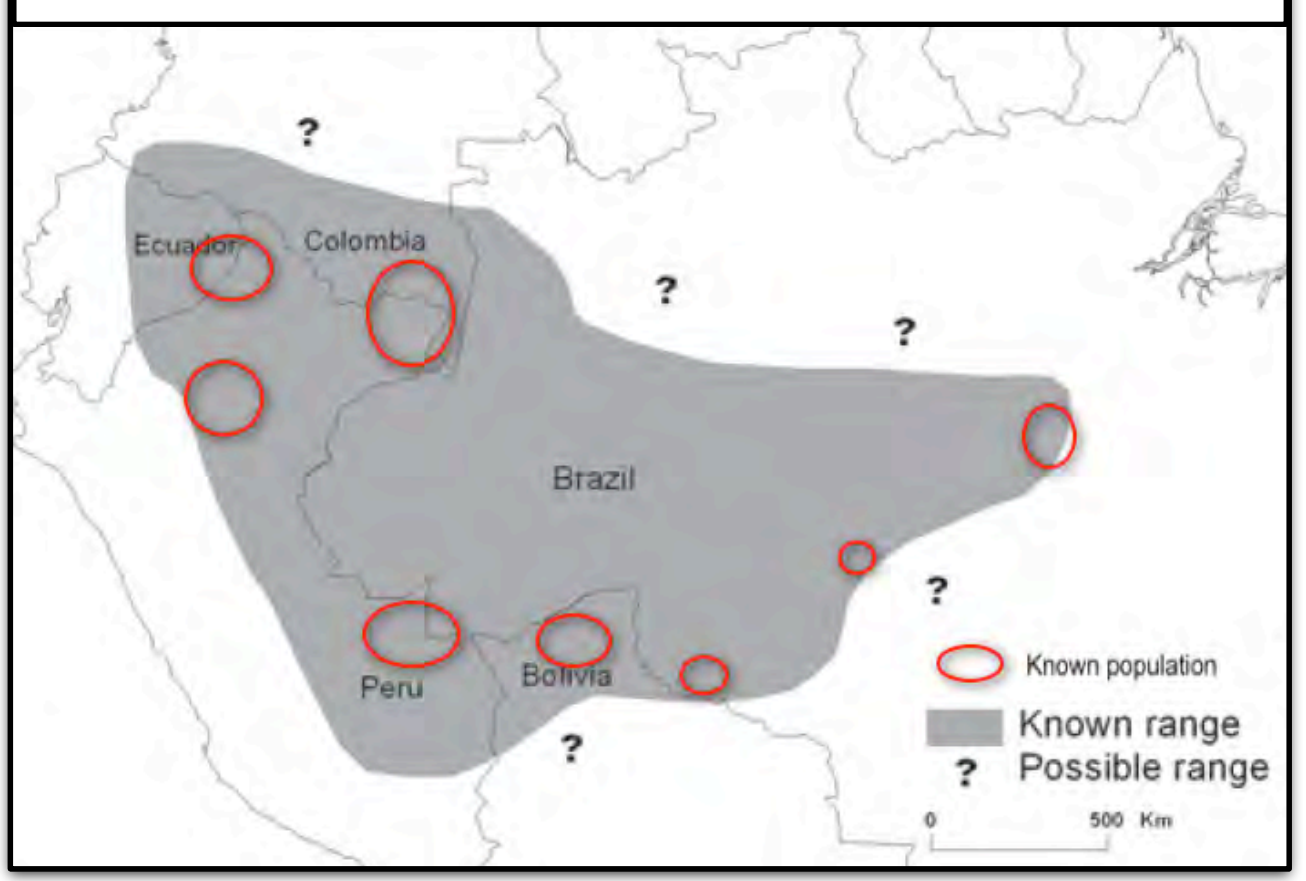 ?
Ecuador
Colombia
?
?
Brazil
?
Known population
Peru
Bolivia
Known range
?
? Possible range
0 500 Km